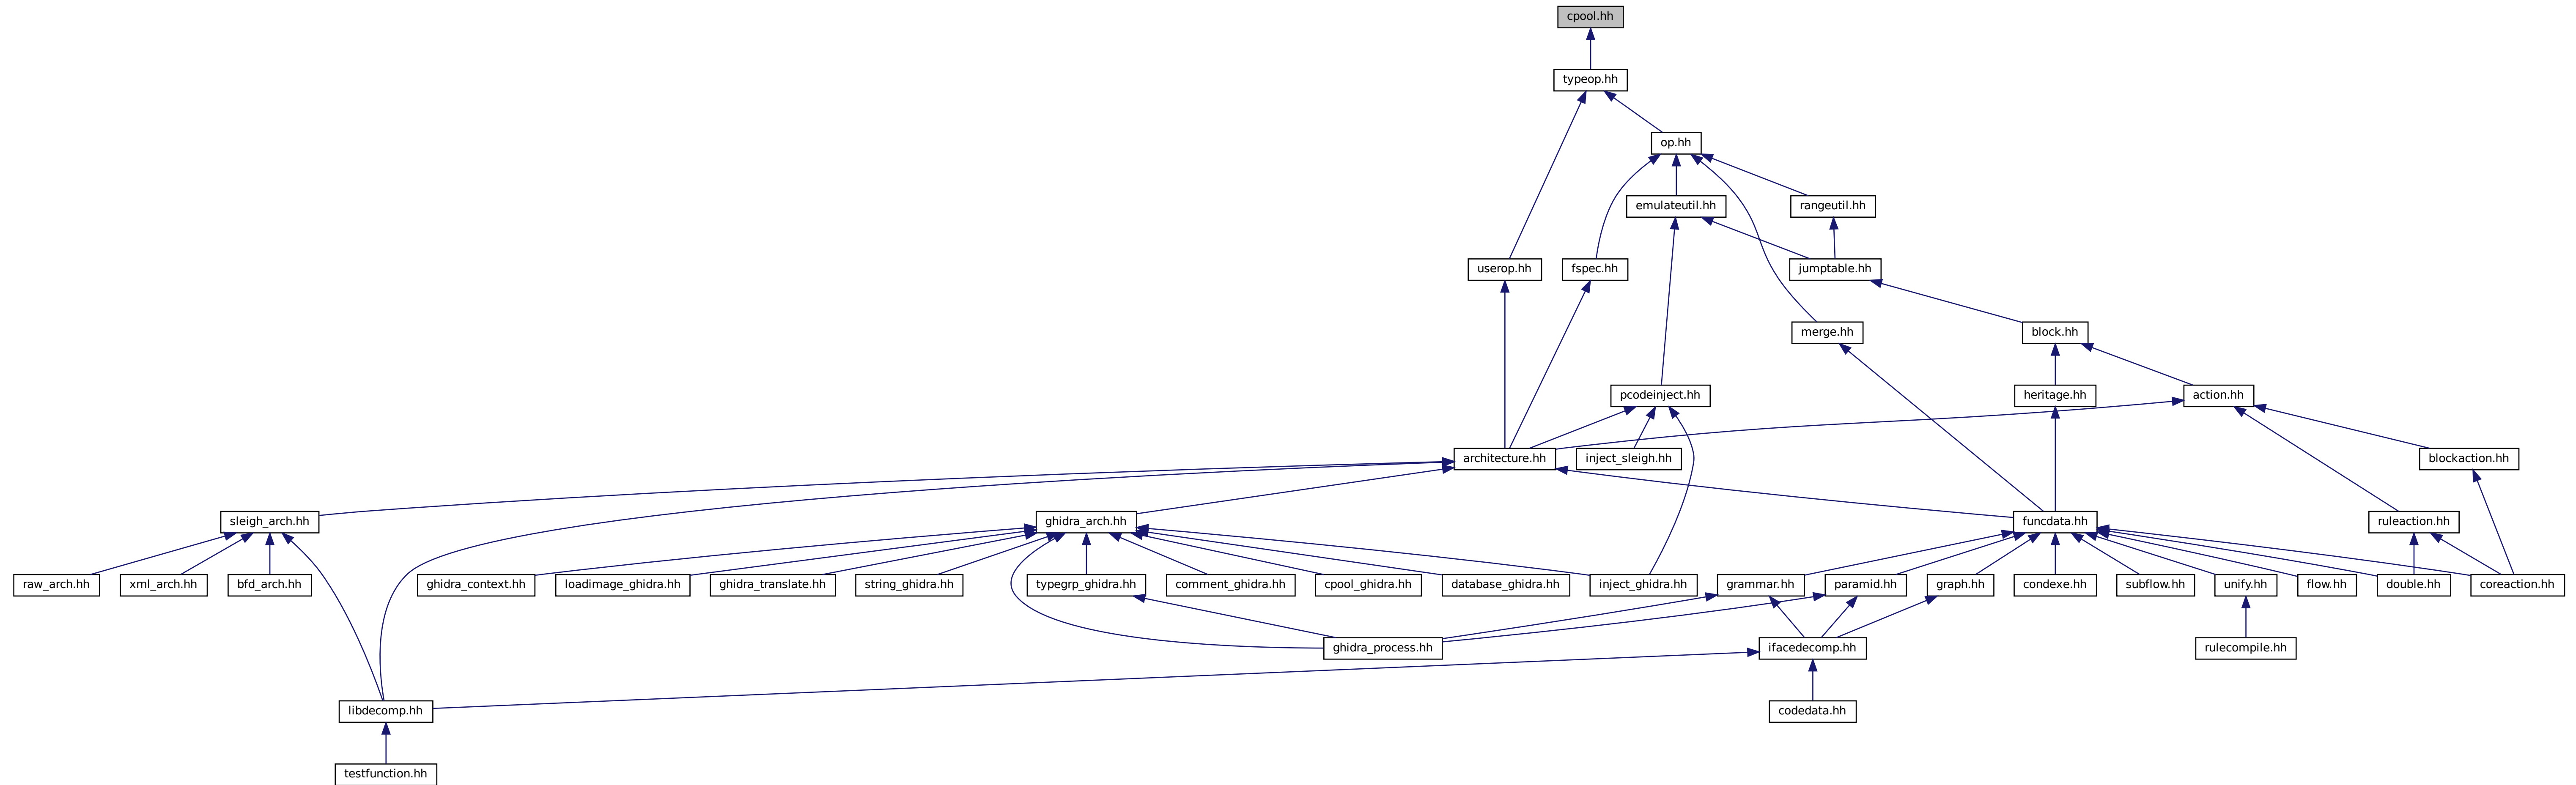 cpool.hh
typeop.hh
op.hh
emulateutil.hh
rangeutil.hh
userop.hh
fspec.hh
jumptable.hh
merge.hh
block.hh
pcodeinject.hh
heritage.hh
action.hh
architecture.hh
inject_sleigh.hh
blockaction.hh
sleigh_arch.hh
ghidra_arch.hh
funcdata.hh
ruleaction.hh
raw_arch.hh
xml_arch.hh
bfd_arch.hh
ghidra_context.hh
loadimage_ghidra.hh
ghidra_translate.hh
string_ghidra.hh
typegrp_ghidra.hh
comment_ghidra.hh
cpool_ghidra.hh
database_ghidra.hh
inject_ghidra.hh
grammar.hh
paramid.hh
graph.hh
condexe.hh
subflow.hh
unify.hh
flow.hh
double.hh
coreaction.hh
ghidra_process.hh
ifacedecomp.hh
rulecompile.hh
libdecomp.hh
codedata.hh
testfunction.hh